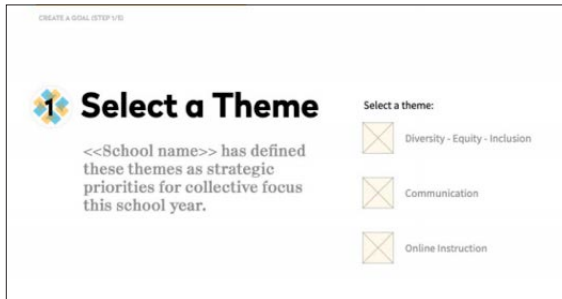 CREATE A GOAL (STEP 1/5)
1 Select a Theme
<<School name>> has defined
these themes as strategic
priorities for collective focus
this school year.
Select a theme:
Diversity - Equity - Inclusion
Communication
Online Instruction